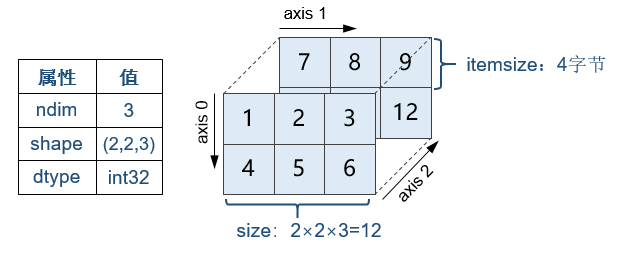 axis 1
7 8 9
12
itemsize：4字节
属性 值
ndim 3
shape (2,2,3)
dtype int32
axis 0
1 2 3
4 5 6
axis 2
size：2×2×3=12